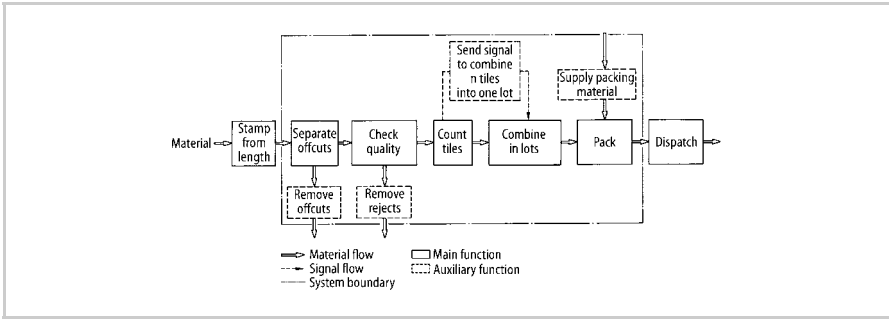 Send signal
to combine
n tiles
into one lot
Supply packing
material
Material
Stamp
from
length
Separate
offcuts
Check
quality
Count
tiles
Combine
in lots
Pack
Dispatch
Remove
offcuts
Remove
rejects
Material flow
Signal flow
System boundary
Main function
Auxiliary function